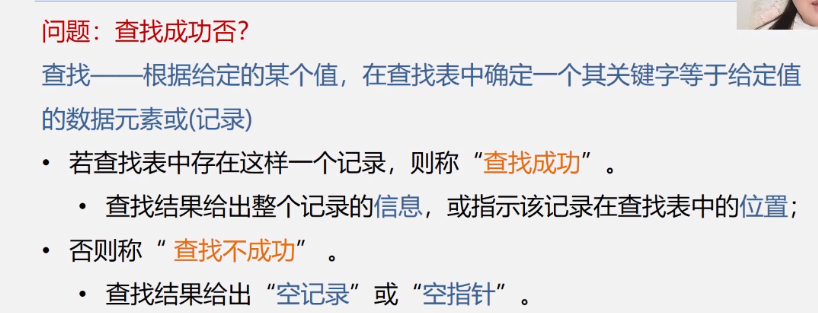 问题：查找成功否？
查找——根据给定的某个值，在查找表中确定一个其关键字等于给定值
的数据元素或(记录)
• 若查找表中存在这样一个记录，则称“查找成功”。
• 查找结果给出整个记录的信息，或指示该记录在查找表中的位置；
• 否则称“ 查找不成功” 。
• 查找结果给出“空记录”或“空指针”。